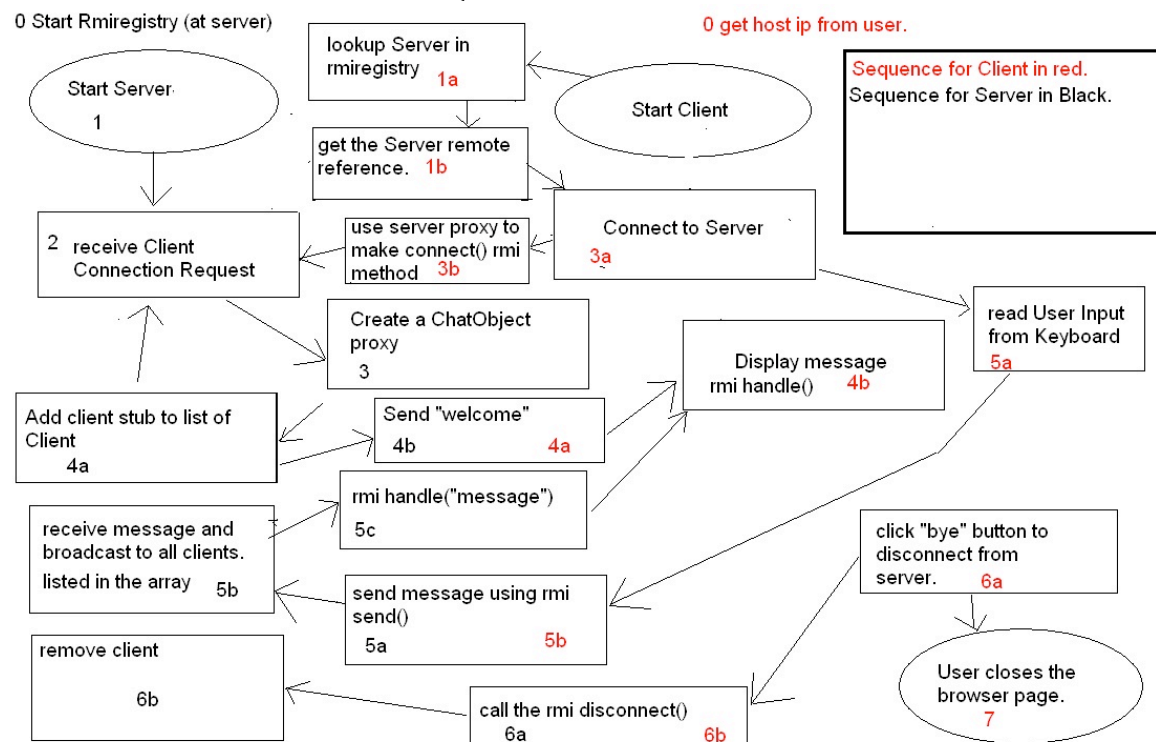 0 Start Rmiregistry (at server)
0 get host ip from user.
lookup Server in
rmiregistry
1a
Sequence for Client in red.
Sequence for Server in Black.
Start Server
1
Start Client
get the Server remote
reference. 1b
2 receive Client
Connection Request
use server proxy to
make connect() rmi
method 3b
Connect to Server
3a
read User Input
from Keyboard
5a
Create a ChatObject
proxy
3
Display message
rmi handle() 4b
Add client stub to list of
Client
4a
Send "welcome"
4b 4a
rmi handle("message")
5c
receive message and
broadcast to all clients.
listed in the array 5b
click "bye" button to
disconnect from
server. 6a
send message using rmi
send()
5a 5b
remove client
6b
User closes the
browser page.
7
call the rmi disconnect()
6a 6b